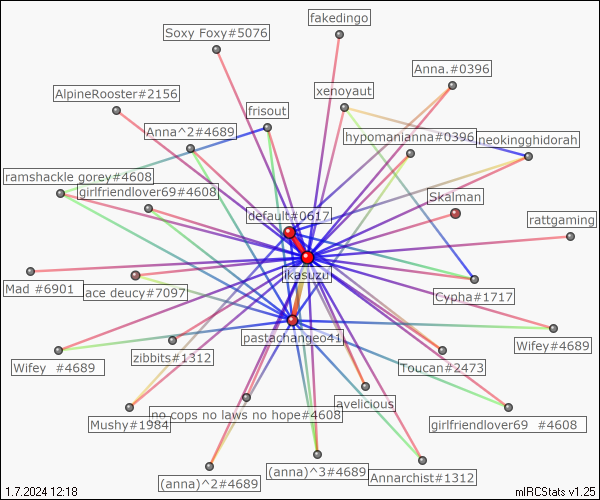 fakedingo
Soxy Foxy#5076
Anna.#0396
xenoyaut
AlpineRooster#2156
frisout
Anna^2#4689
hypomanianna#0396
neokingghidorah
ramshackle gorey#4608
girlfriendlover69#4608
Skalman
default#0617
rattgaming
ikasuzu
Mad #6901
ace deucy#7097
Cypha#1717
pastachangeo41
Wifey#4689
zibbits#1312
Wifey #4689
Toucan#2473
avelicious
no cops no laws no hope#4608
Mushy#1984
girlfriendlover69 #4608
(anna)^3#4689
Annarchist#1312
(anna)^2#4689
1.7.2024 12:18
mIRCStats v1.25